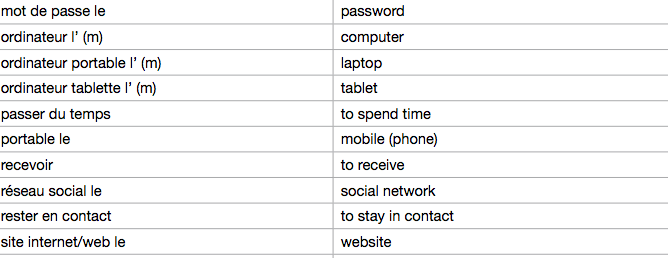 mot de passe le password
ordinateur l’ (m) computer
ordinateur portable l’ (m) laptop
ordinateur tablette l’ (m) tablet
passer du temps to spend time
portable le mobile (phone)
recevoir to receive
réseau social le social network
rester en contact to stay in contact
site internet/web le website